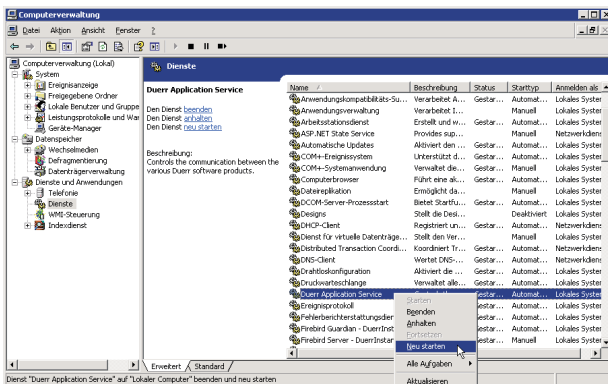 Computerverwaltung
Datei Aktion Ansicht Fenster ?
Computerverwaltung (Lokal)
System
Ereignisanzeige
Freigegebene Ordner
Lokale Benutzer und Gruppe
Leistungsprotokolle und War
Geräte-Manager
Datenspeicher
Wechselmedien
Defragmentierung
Datenträgerverwaltung
Dienste und Anwendungen
Telefonie
Dienste
WMI-Steuerung
Indexdienst
Dienste
Duerr Application Service
Den Dienst beenden
Den Dienst anhalten
Den Dienst neu starten
Beschreibung:
Controls the communication between the
various Duerr software products.
Name Beschreibung Status Starttyp Anmelden als
Anwendungskompatibilitäts-Su... Verarbeitet A... Gestar... Automat... Lokales System
Anwendungsverwaltung Verarbeitet I... Manuell Lokales System
Arbeitsstationsdienst Erstellt und w... Gestar... Automat... Lokales System
ASP.NET State Service Provides sup... Manuell Netzwerkdiens
Automatische Updates Aktiviert den ... Gestar... Automat... Lokales System
COM+-Ereignissystem Unterstützt d... Gestar... Automat... Lokales System
COM+-Systemanwendung Verwaltet die... Gestar... Manuell Lokales System
Computerbrowser Führt eine ak... Gestar... Automat... Lokales System
Dateireplikation Ermöglicht da... Manuell Lokales System
DCOM-Server-Prozessstart Bietet Startfu... Gestar... Automat... Lokales System
Designs Stellt die Desi... Deaktiviert Lokales System
DHCP-Client Registriert un... Gestar... Automat... Netzwerkdiens
Dienst für virtuelle Datenträge... Stellt den Ver... Manuell Lokales System
Distributed Transaction Coordi... Koordiniert Tr... Gestar... Automat... Netzwerkdiens
DNS-Client Wertet DNS-... Gestar... Automat... Netzwerkdiens
Drahtloskonfiguration Aktiviert die ... Gestar... Automat... Lokales System
Druckwarteschlange Verwaltet alle... Gestar... Automat... Lokales System
Duerr Application Service Gestar... Automat... Lokales System
Ereignisprotokoll Gestar... Automat... Lokales System
Fehlerberichterstattungsdien Gestar... Automat... Lokales System
Firebird Guardian - DuerrInst Gestar... Automat... Lokales System
Firebird Server - DuerrInstan Gestar... Manuell Lokales System
Starten
Beenden
Anhalten
Fortsetzen
Neu starten
Alle Aufgaben
Aktualisieren
Erweitert Standard
Dienst "Duerr Application Service" auf "Lokaler Computer" beenden und neu starten